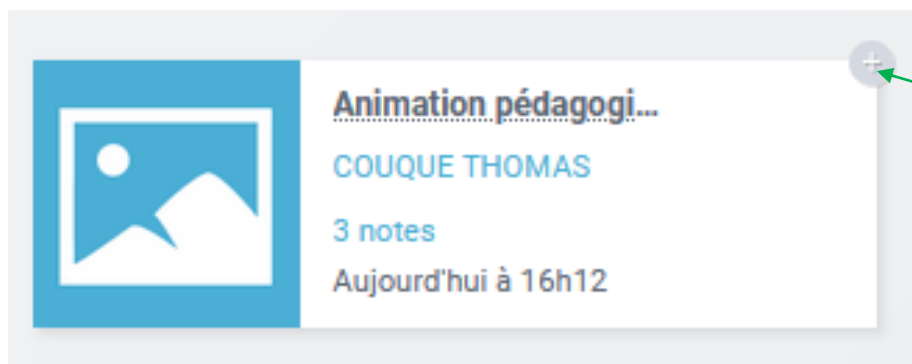 Animation pédagogi...
COUQUE THOMAS
3 notes
Aujourd'hui à 16h12